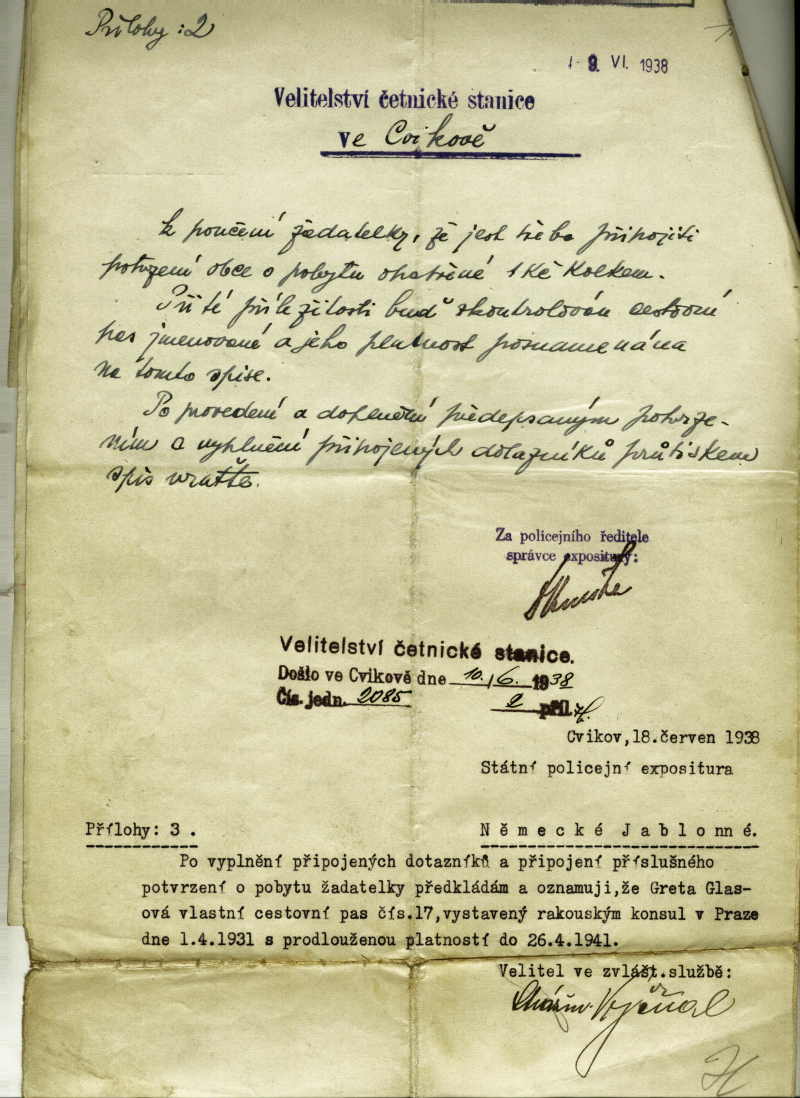 Přílohy: 2
9. VI. 1938
Velitelství četnické stanice
ve Cvikově
k poučení žadatelky, že jest třeba připojiti
potvrzení obce o pobytu opatřené 1 Kč kolkem.
Při té příležitosti buď zkontrolován cestovní
pas jmenované a jeho platnost poznamenána
na tomto spise.
Po provedení a doplnění předepsaným potvrze-
ním a vyplnění připojených dotazníků průtiskem
spis vraťte.
Za policejního ředitele
správce expositury:
Velitelství četnické stanice.
Došlo ve Cvikově dne 10./6. 1938
Čís. jedn. 2085 2 příl.
Cvikov,18.červen 1938
Státní policejní expositura
Přílohy: 3 .
Německé Jablonné.
Po vyplnění připojených dotazníků a připojení příslušného
potvrzení o pobytu žadatelky předkládám a oznamuji,že Greta Glas-
ová vlastní cestovní pas čís.17,vystavený rakouským konsul v Praze
dne 1.4.1931 s prodlouženou platností do 26.4.1941.
Velitel ve zvlášt.službě: